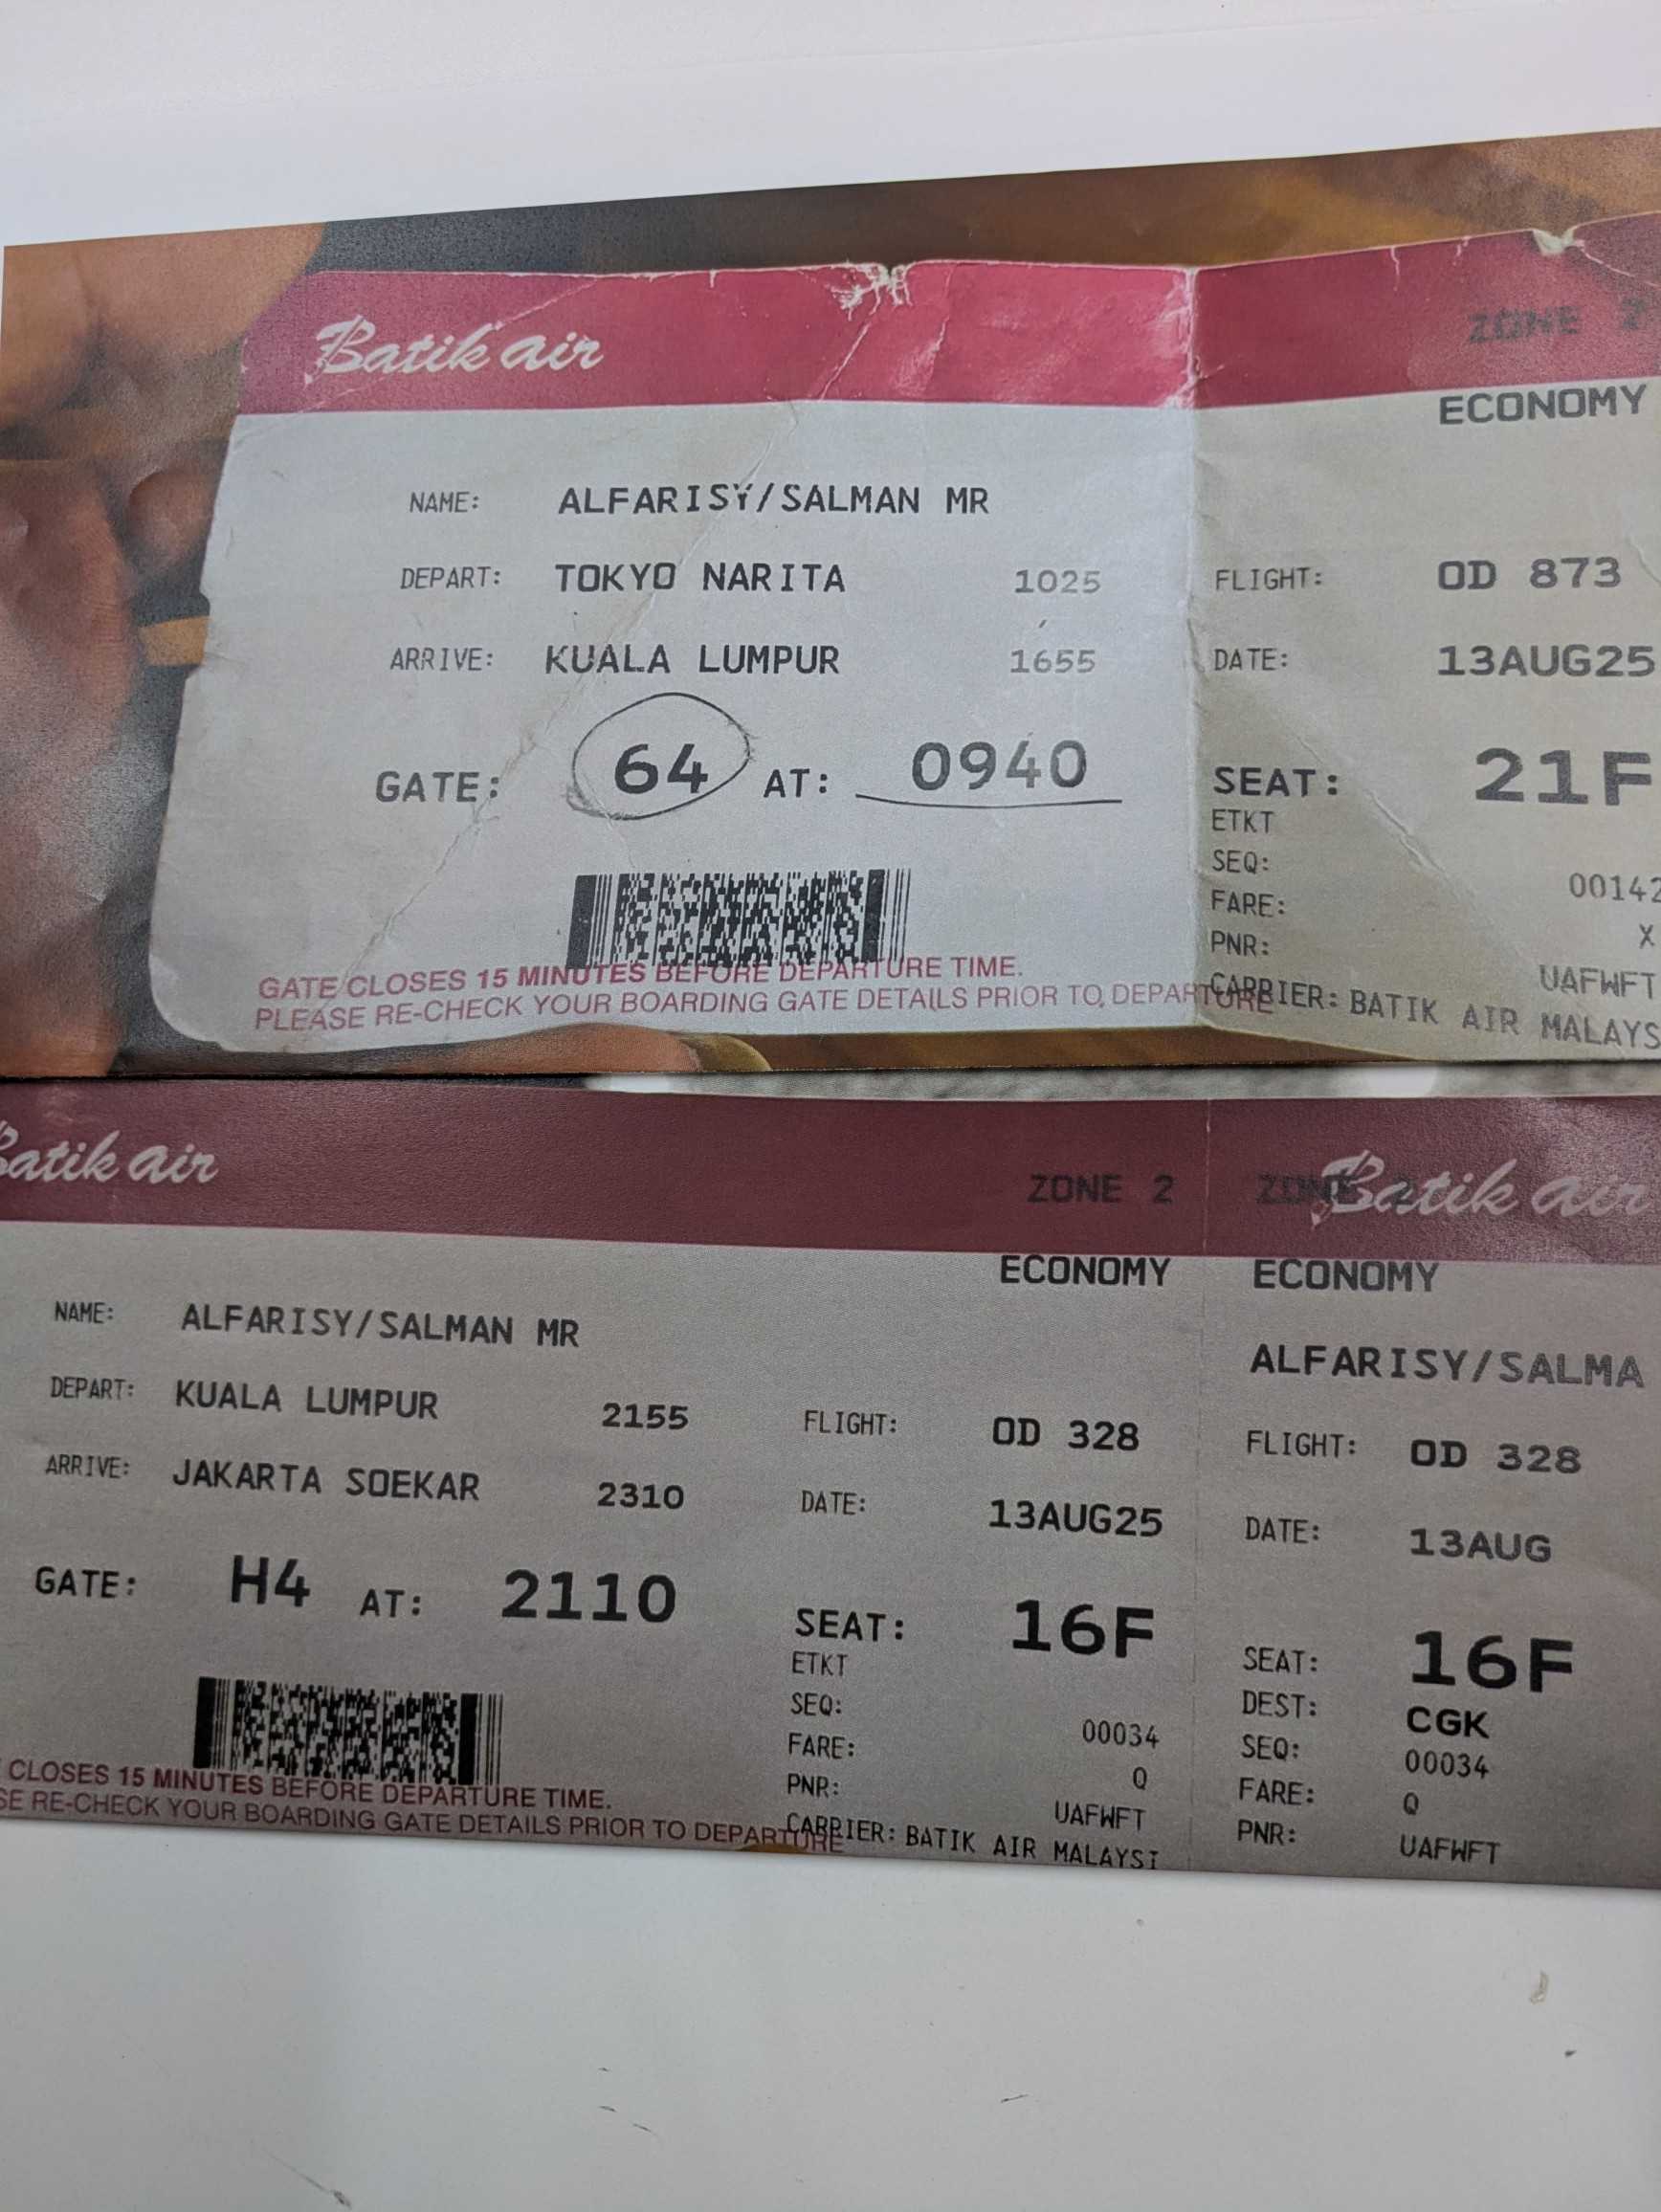 Batik air
ZONE 2
ECONOMY
NAME: ALFARISY/SALMAN MR
DEPART: TOKYO NARITA 1025 FLIGHT: OD 873
ARRIVE: KUALA LUMPUR 1655 DATE: 13AUG25
GATE: 64 AT: 0940 SEAT: 21F
ETKT
SEQ: 00142
FARE: X
PNR: UAFWFT
GATE CLOSES 15 MINUTES BEFORE DEPARTURE TIME.
PLEASE RE-CHECK YOUR BOARDING GATE DETAILS PRIOR TO DEPARTURE
CARRIER: BATIK AIR MALAYS
Batik air ZONE 2
ECONOMY
NAME: ALFARISY/SALMAN MR
DEPART: KUALA LUMPUR 2155 FLIGHT: OD 328
ARRIVE: JAKARTA SOEKAR 2310 DATE: 13AUG25
GATE: H4 AT: 2110 SEAT: 16F
ETKT
SEQ: 00034
FARE: Q
PNR: UAFWFT
CLOSES 15 MINUTES BEFORE DEPARTURE TIME.
SE RE-CHECK YOUR BOARDING GATE DETAILS PRIOR TO DEPARTURE
CARRIER: BATIK AIR MALAYSI
ZONE 2 Batik air
ECONOMY
ALFARISY/SALMA
FLIGHT: OD 328
DATE: 13AUG
SEAT: 16F
DEST: CGK
SEQ: 00034
FARE: Q
PNR: UAFWFT